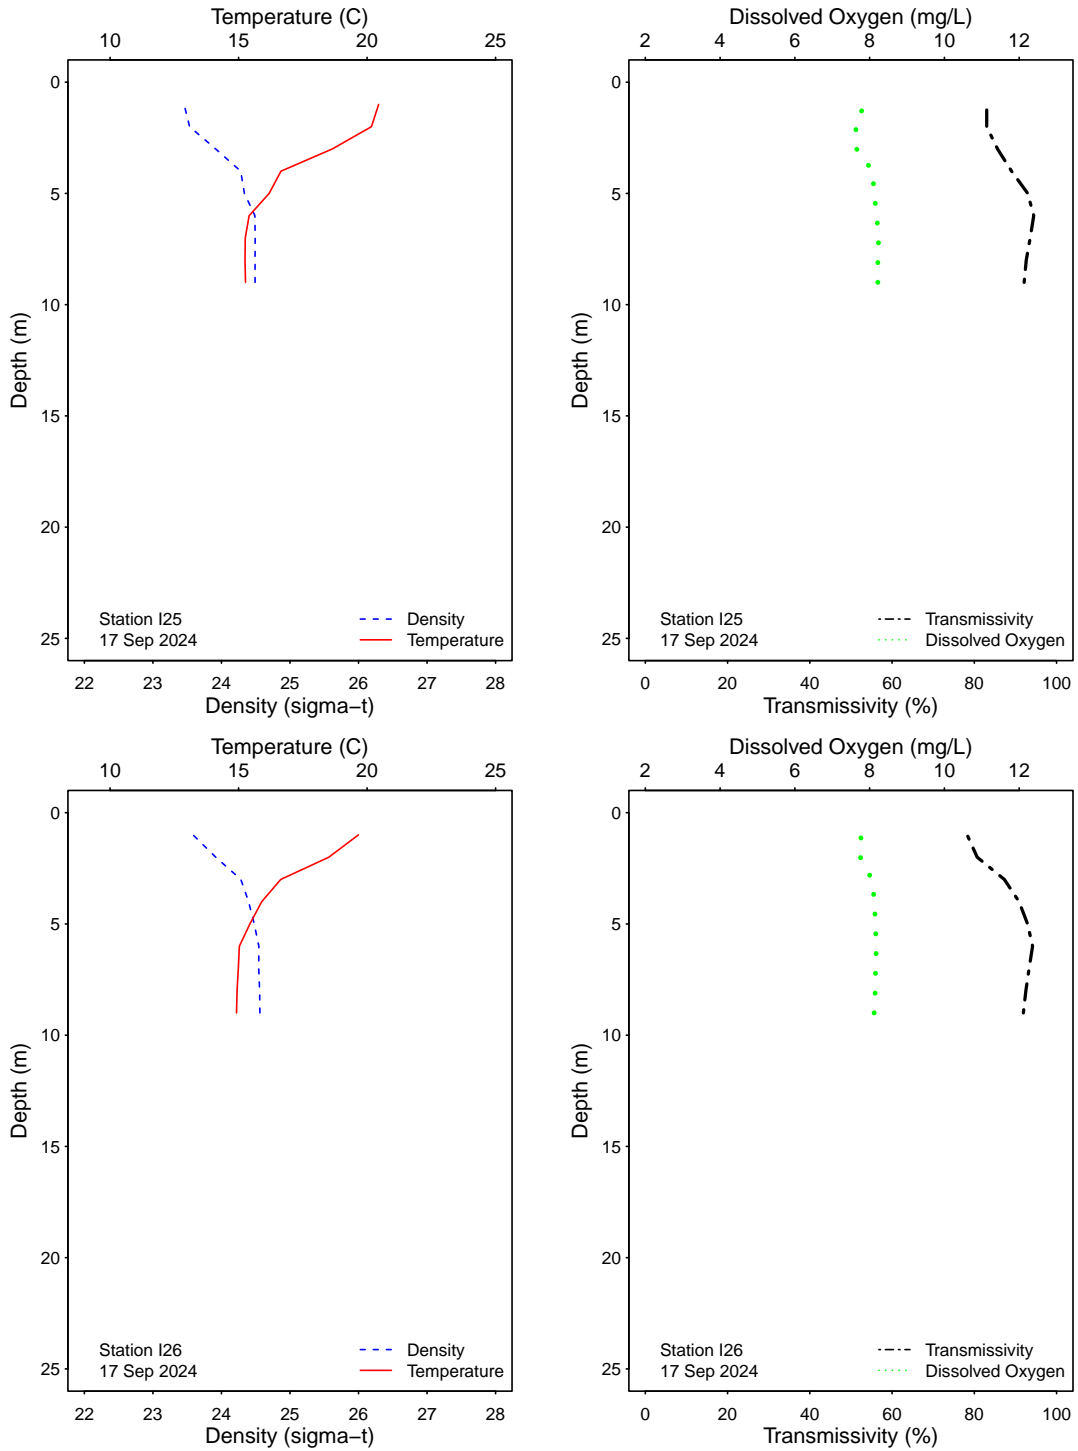 Temperature (C)
10 15 20 25
0
5
10
15
20
25
Depth (m)
Station I25
17 Sep 2024
Density
Temperature
22 23 24 25 26 27 28
Density (sigma−t)
Dissolved Oxygen (mg/L)
2 4 6 8 10 12
0
5
10
15
20
25
Depth (m)
Station I25
17 Sep 2024
Transmissivity
Dissolved Oxygen
0 20 40 60 80 100
Transmissivity (%)
Temperature (C)
10 15 20 25
0
5
10
15
20
25
Depth (m)
Station I26
17 Sep 2024
Density
Temperature
22 23 24 25 26 27 28
Density (sigma−t)
Dissolved Oxygen (mg/L)
2 4 6 8 10 12
0
5
10
15
20
25
Depth (m)
Station I26
17 Sep 2024
Transmissivity
Dissolved Oxygen
0 20 40 60 80 100
Transmissivity (%)